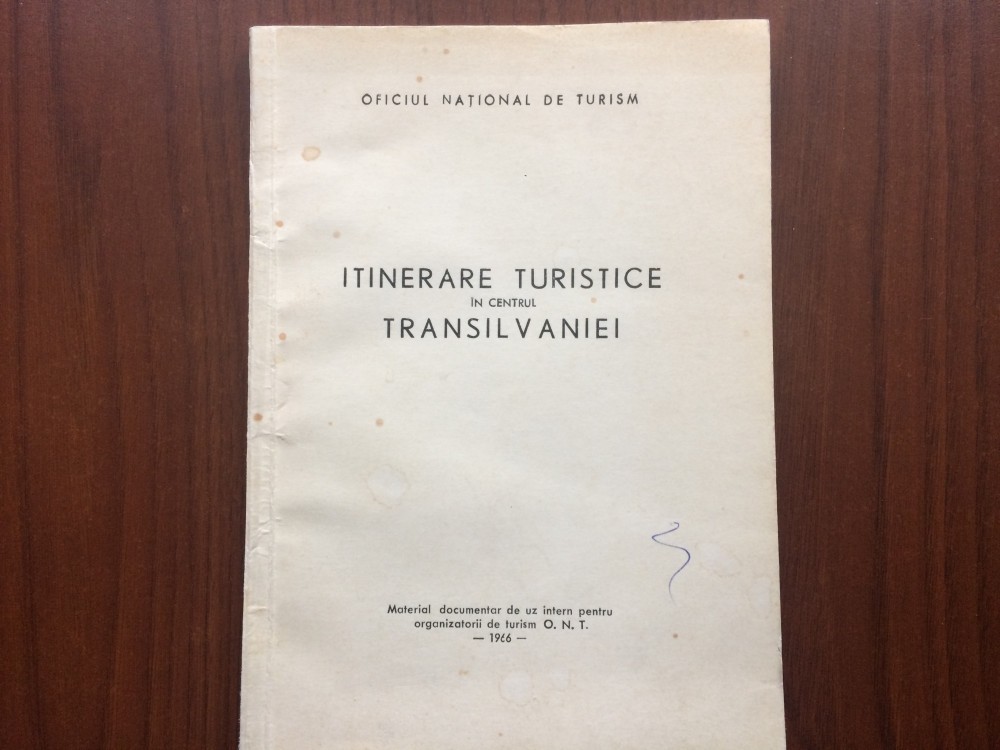 OFICIUL NAȚIONAL DE TURISM
ITINERARE TURISTICE
ÎN CENTRUL
TRANSILVANIEI
Material documentar de uz intern pentru
organizatorii de turism O. N. T.
— 1966 —